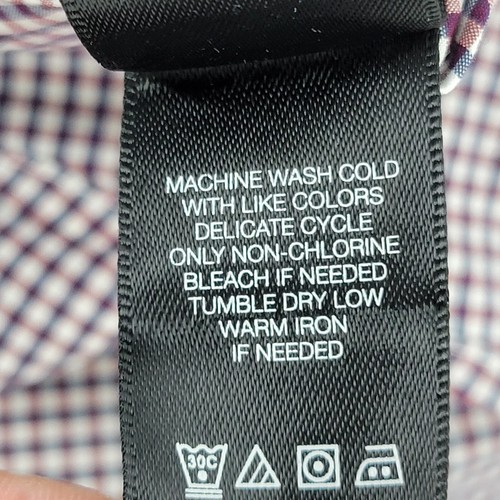 MACHINE WASH COLD
WITH LIKE COLORS
DELICATE CYCLE
ONLY NON-CHLORINE
BLEACH IF NEEDED
TUMBLE DRY LOW
WARM IRON
IF NEEDED
30C